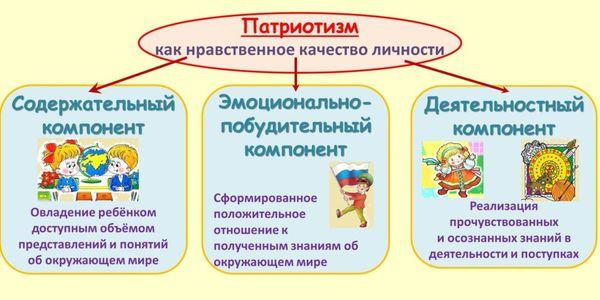 Патриотизм
как нравственное качество личности
Содержательный
компонент
Овладение ребёнком
доступным объёмом
представлений и понятий
об окружающем мире
Эмоционально-
побудительный
компонент
Сформированное
положительное
отношение к
полученным знаниям об
окружающем мире
Деятельностный
компонент
Реализация
прочувствованных
и осознанных знаний в
деятельности и поступках